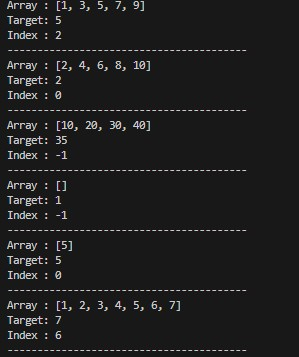 Array : [1, 3, 5, 7, 9]
Target: 5
Index : 2
----------------------------------------
Array : [2, 4, 6, 8, 10]
Target: 2
Index : 0
----------------------------------------
Array : [10, 20, 30, 40]
Target: 35
Index : -1
----------------------------------------
Array : []
Target: 1
Index : -1
----------------------------------------
Array : [5]
Target: 5
Index : 0
----------------------------------------
Array : [1, 2, 3, 4, 5, 6, 7]
Target: 7
Index : 6
----------------------------------------